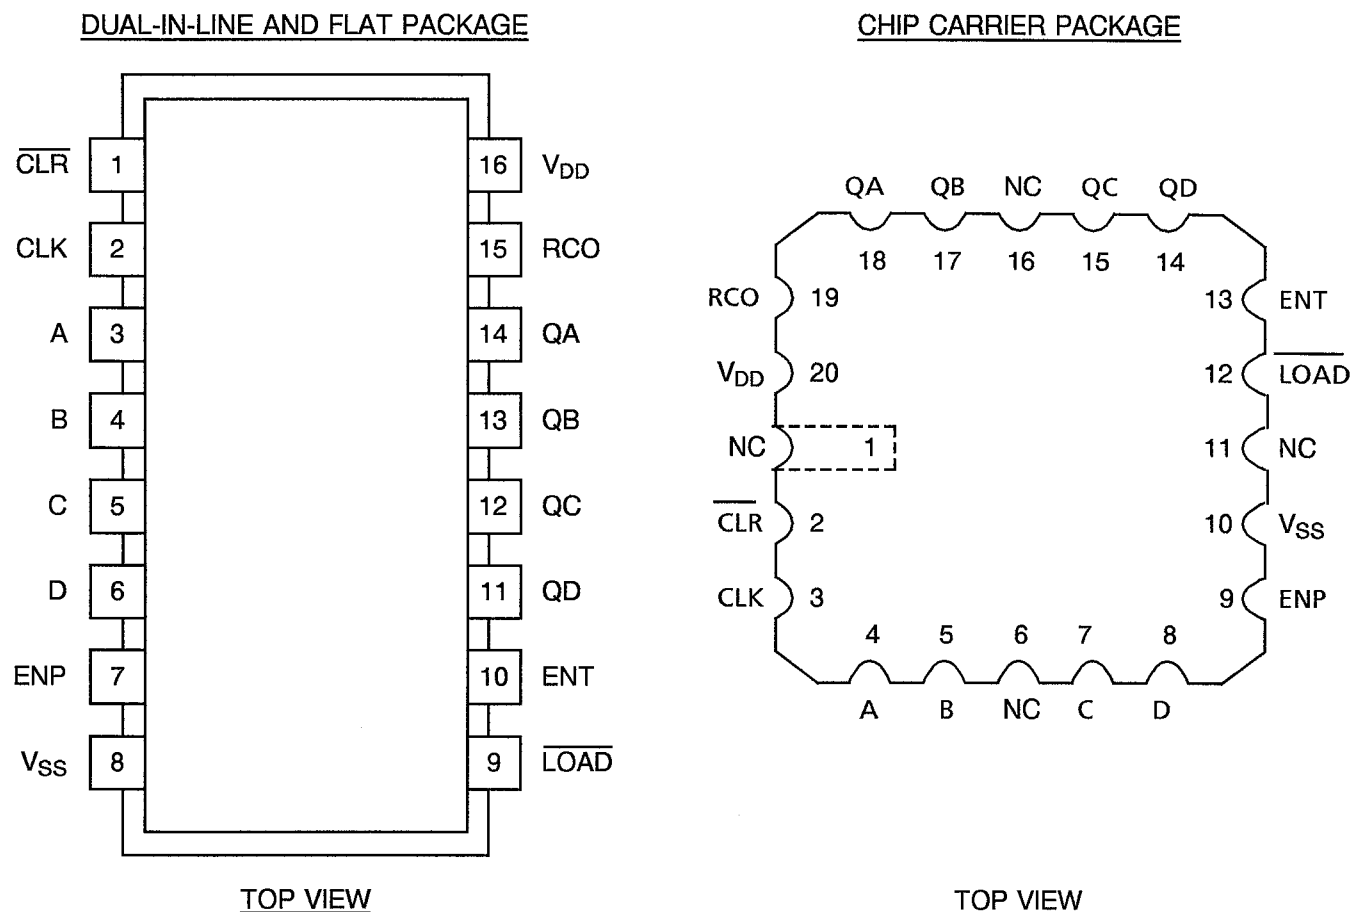 DUAL-IN-LINE AND FLAT PACKAGE
CLR 1 16 VDD
CLK 2 15 RCO
A 3 14 QA
B 4 13 QB
C 5 12 QC
D 6 11 QD
ENP 7 10 ENT
VSS 8 9 LOAD
TOP VIEW
CHIP CARRIER PACKAGE
QA QB NC QC QD
18 17 16 15 14
RCO 19 13 ENT
VDD 20 12 LOAD
NC 1 11 NC
CLR 2 10 VSS
CLK 3 9 ENP
4 5 6 7 8
A B NC C D
TOP VIEW